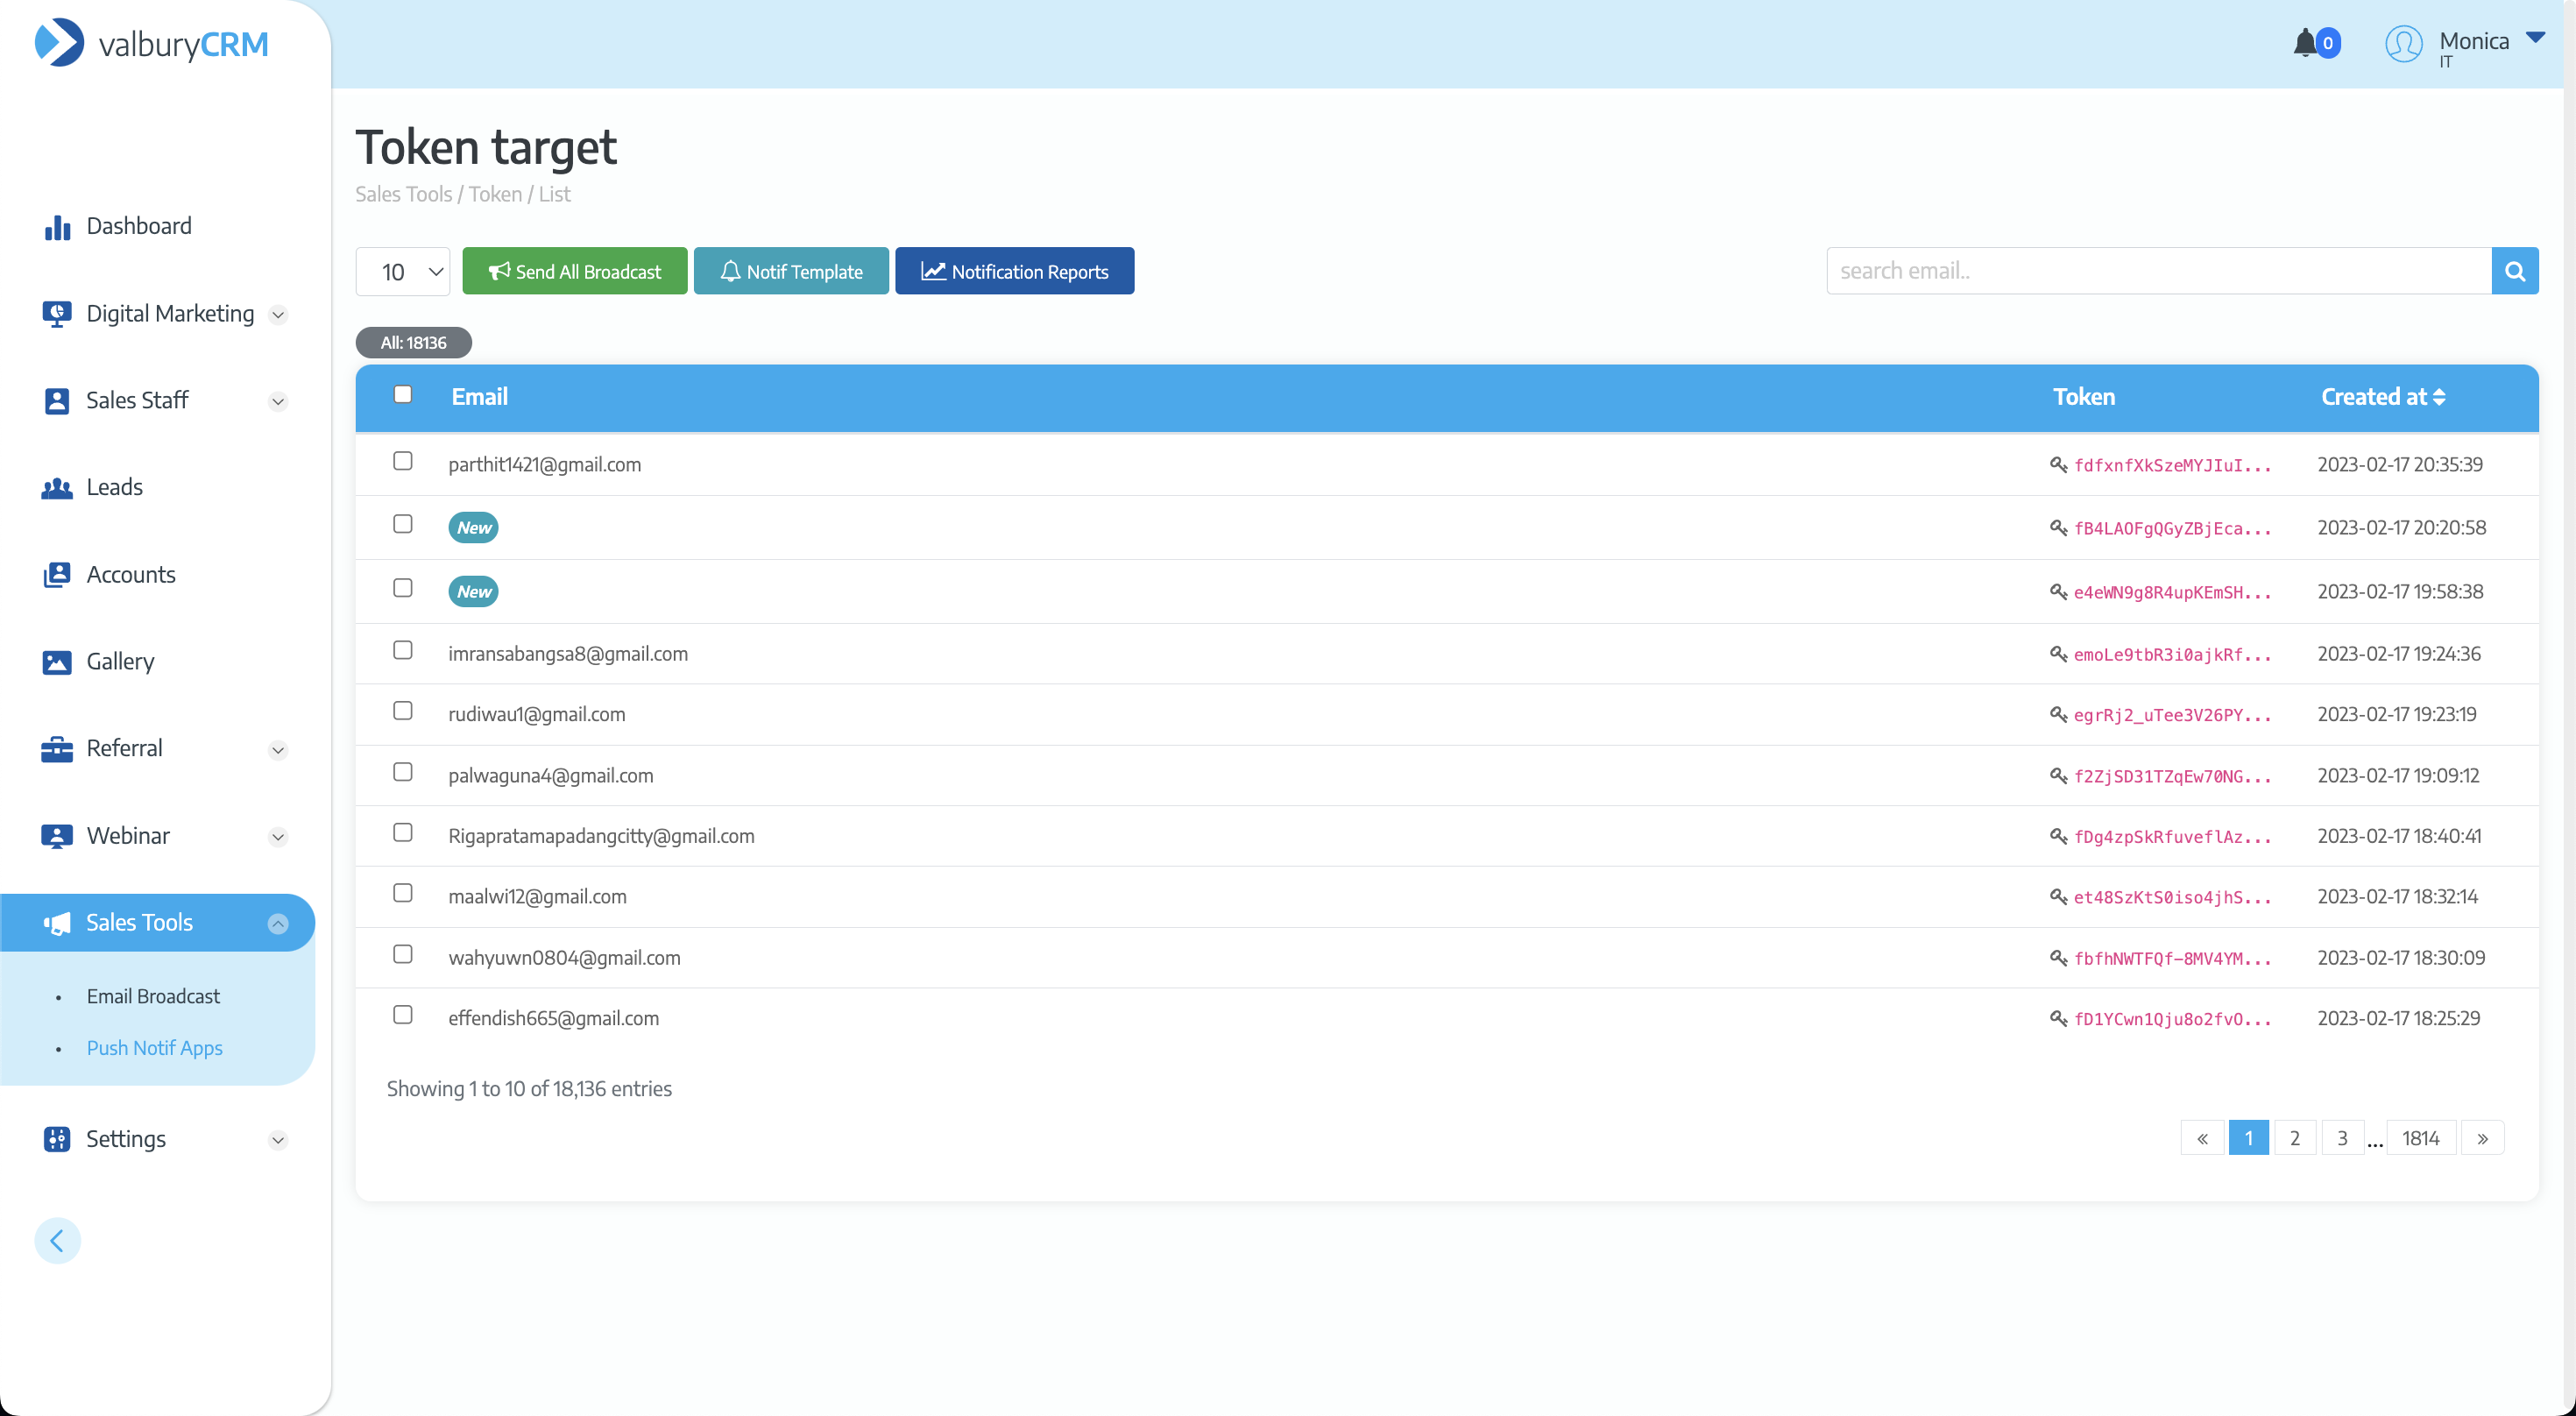 valburyCRM
0
Monica
IT
Dashboard
Digital Marketing
Sales Staff
Leads
Accounts
Gallery
Referral
Webinar
Sales Tools
Email Broadcast
Push Notif Apps
Settings
Token target
Sales Tools / Token / List
10 Send All Broadcast Notif Template Notification Reports search email..
All: 18136
Email Token Created at
parthit1421@gmail.com fdfxnfXkSzeMYJIuI... 2023-02-17 20:35:39
New fB4LAOFgQGyZBjEca... 2023-02-17 20:20:58
New e4eWN9g8R4upKEmSH... 2023-02-17 19:58:38
imransabangsa8@gmail.com emoLe9tbR3i0ajkRf... 2023-02-17 19:24:36
rudiwau1@gmail.com egrRj2_uTee3V26PY... 2023-02-17 19:23:19
palwaguna4@gmail.com f2ZjSD31TZqEw70NG... 2023-02-17 19:09:12
Rigapratamapadangcitty@gmail.com fDg4zpSkRfuveflAz... 2023-02-17 18:40:41
maalwi12@gmail.com et48SzKtS0iso4jhS... 2023-02-17 18:32:14
wahyuwn0804@gmail.com fbfhNWTFQf-8MV4YM... 2023-02-17 18:30:09
effendish665@gmail.com fD1YCwn1Qju8o2fvO... 2023-02-17 18:25:29
Showing 1 to 10 of 18,136 entries
« 1 2 3 ... 1814 »